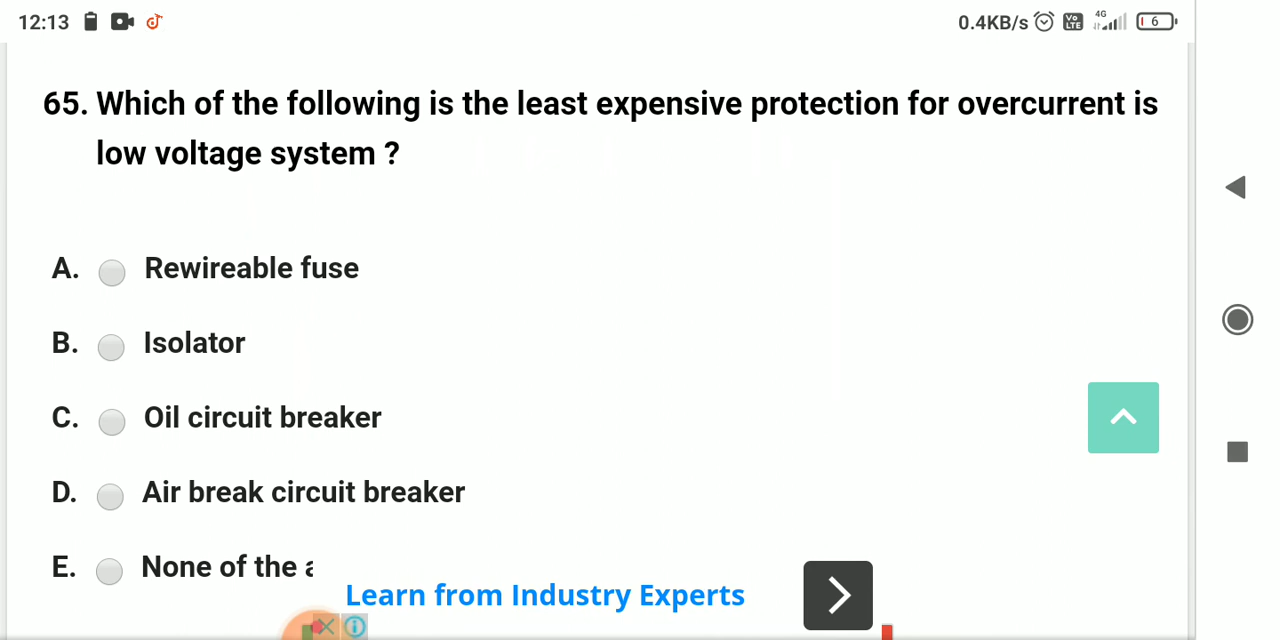 12:13
0.4KB/s Vo LTE 4G 6
65. Which of the following is the least expensive protection for overcurrent is
low voltage system ?
A. Rewireable fuse
B. Isolator
C. Oil circuit breaker
D. Air break circuit breaker
E. None of the
Learn from Industry Experts